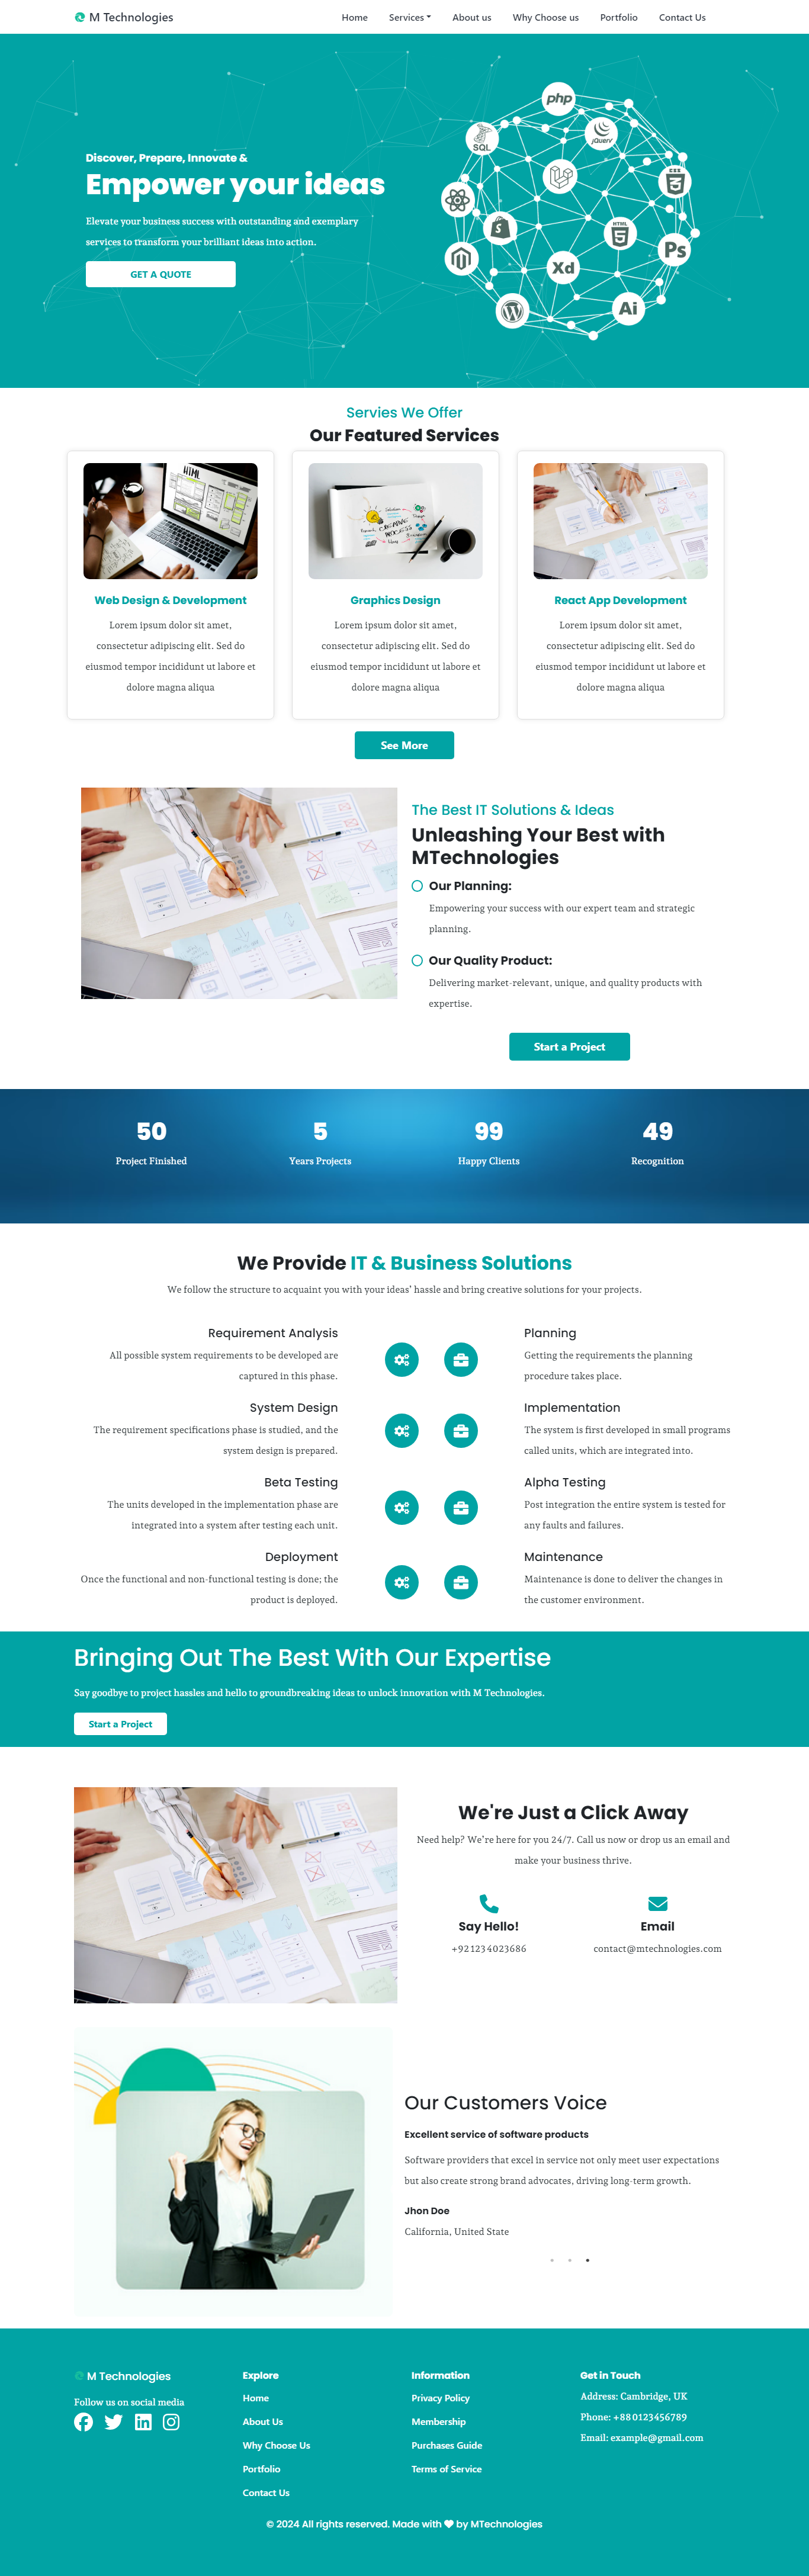 M Technologies
Home Services About us Why Choose us Portfolio Contact Us
php
SQL
jQuery
CSS
3
HTML
5
Ps
Xd
Ai
Discover, Prepare, Innovate &
Empower your ideas
Elevate your business success with outstanding and exemplary
services to transform your brilliant ideas into action.
GET A QUOTE
Servies We Offer
Our Featured Services
HTML
CREATIVE
PROCESS
Web Design & Development
Lorem ipsum dolor sit amet,
consectetur adipiscing elit. Sed do
eiusmod tempor incididunt ut labore et
dolore magna aliqua
Graphics Design
Lorem ipsum dolor sit amet,
consectetur adipiscing elit. Sed do
eiusmod tempor incididunt ut labore et
dolore magna aliqua
React App Development
Lorem ipsum dolor sit amet,
consectetur adipiscing elit. Sed do
eiusmod tempor incididunt ut labore et
dolore magna aliqua
See More
The Best IT Solutions & Ideas
Unleashing Your Best with
MTechnologies
Our Planning:
Empowering your success with our expert team and strategic
planning.
Our Quality Product:
Delivering market-relevant, unique, and quality products with
expertise.
Start a Project
50 5 99 49
Project Finished Years Projects Happy Clients Recognition
We Provide IT & Business Solutions
We follow the structure to acquaint you with your ideas' hassle and bring creative solutions for your projects.
Requirement Analysis
All possible system requirements to be developed are
captured in this phase.
Planning
Getting the requirements the planning
procedure takes place.
System Design
The requirement specifications phase is studied, and the
system design is prepared.
Implementation
The system is first developed in small programs
called units, which are integrated into.
Beta Testing
The units developed in the implementation phase are
integrated into a system after testing each unit.
Alpha Testing
Post integration the entire system is tested for
any faults and failures.
Deployment
Once the functional and non-functional testing is done; the
product is deployed.
Maintenance
Maintenance is done to deliver the changes in
the customer environment.
Bringing Out The Best With Our Expertise
Say goodbye to project hassles and hello to groundbreaking ideas to unlock innovation with M Technologies.
Start a Project
We're Just a Click Away
Need help? We're here for you 24/7. Call us now or drop us an email and
make your business thrive.
Say Hello!
+921234023686
Email
contact@mtechnologies.com
Our Customers Voice
Excellent service of software products
Software providers that excel in service not only meet user expectations
but also create strong brand advocates, driving long-term growth.
Jhon Doe
California, United State
M Technologies
Follow us on social media
Explore
Home
About Us
Why Choose Us
Portfolio
Contact Us
Information
Privacy Policy
Membership
Purchases Guide
Terms of Service
Get in Touch
Address: Cambridge, UK
Phone: +880123456789
Email: example@gmail.com
© 2024 All rights reserved. Made with by MTechnologies